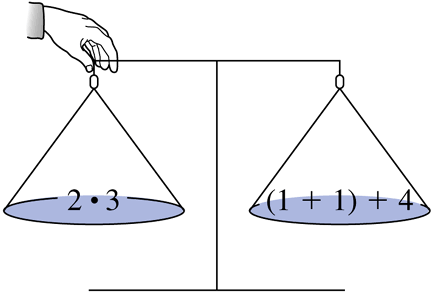 2 • 3
(1 + 1) + 4